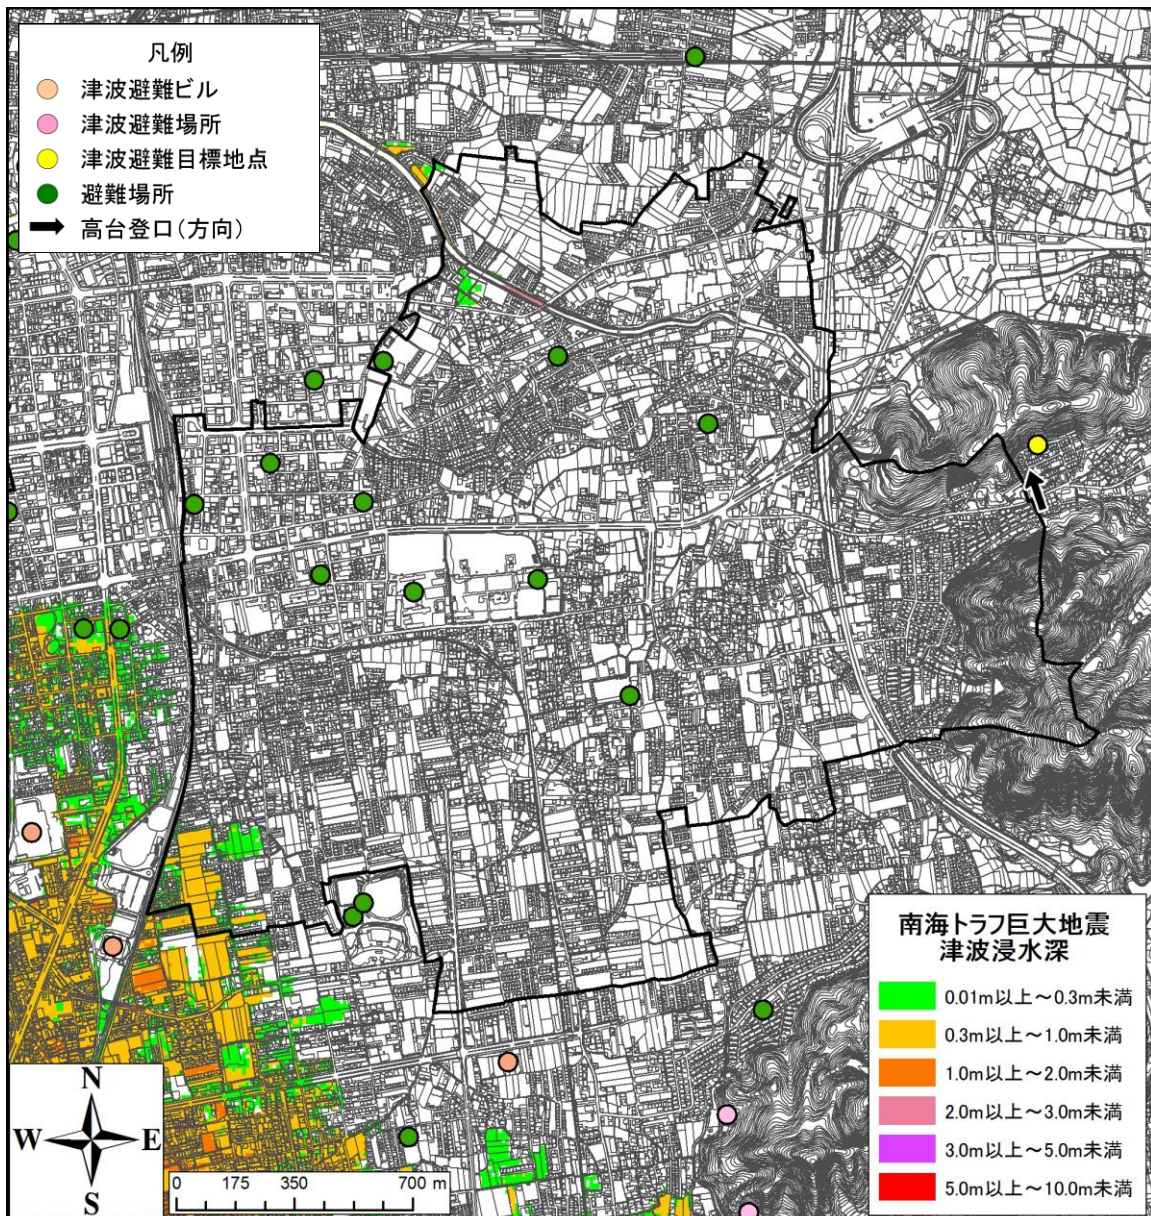 凡例
津波避難ビル
津波避難場所
津波避難目標地点
避難場所
高台登口(方向)
南海トラフ巨大地震
津波浸水深
0.01m以上~0.3m未満
0.3m以上~1.0m未満
1.0m以上~2.0m未満
2.0m以上~3.0m未満
3.0m以上~5.0m未満
5.0m以上~10.0m未満
N
W E
S
0 175 350 700 m